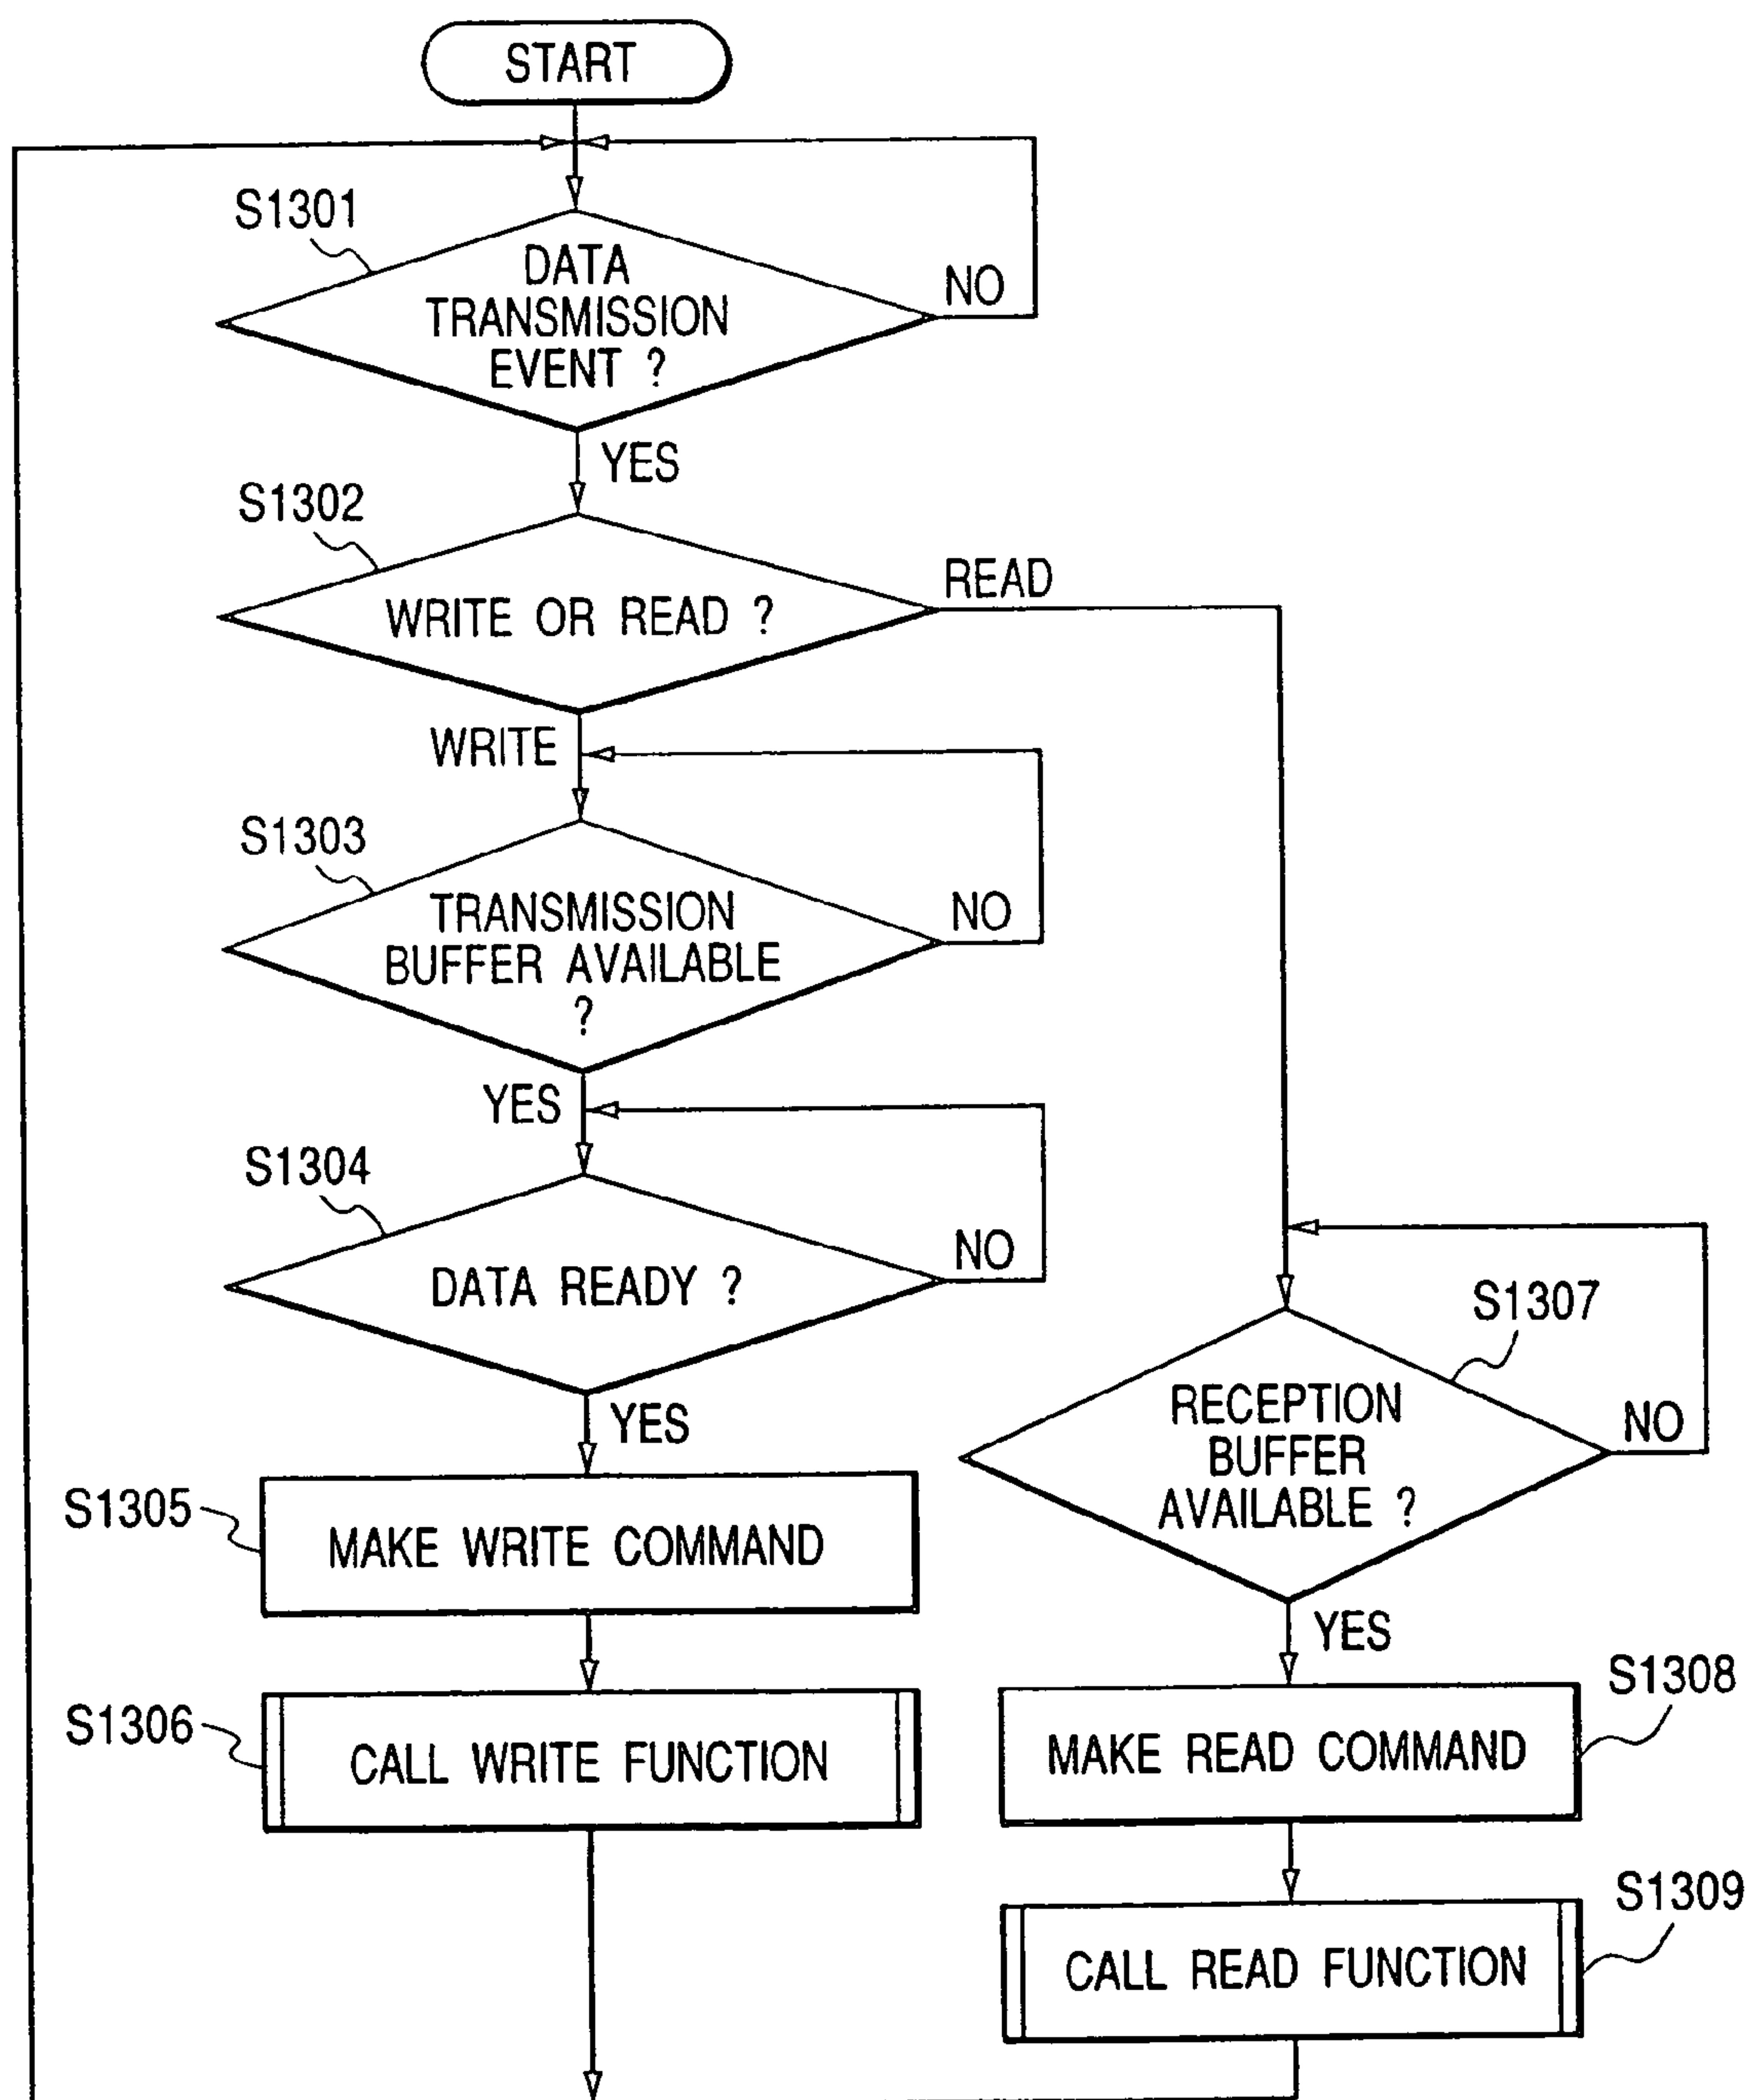 START
S1301
DATA
TRANSMISSION
EVENT ?
NO
YES
S1302
WRITE OR READ ?
READ
WRITE
S1303
TRANSMISSION
BUFFER AVAILABLE
?
NO
YES
S1304
DATA READY ?
NO
YES
S1305
MAKE WRITE COMMAND
S1306
CALL WRITE FUNCTION
S1307
RECEPTION
BUFFER
AVAILABLE ?
NO
YES
S1308
MAKE READ COMMAND
S1309
CALL READ FUNCTION